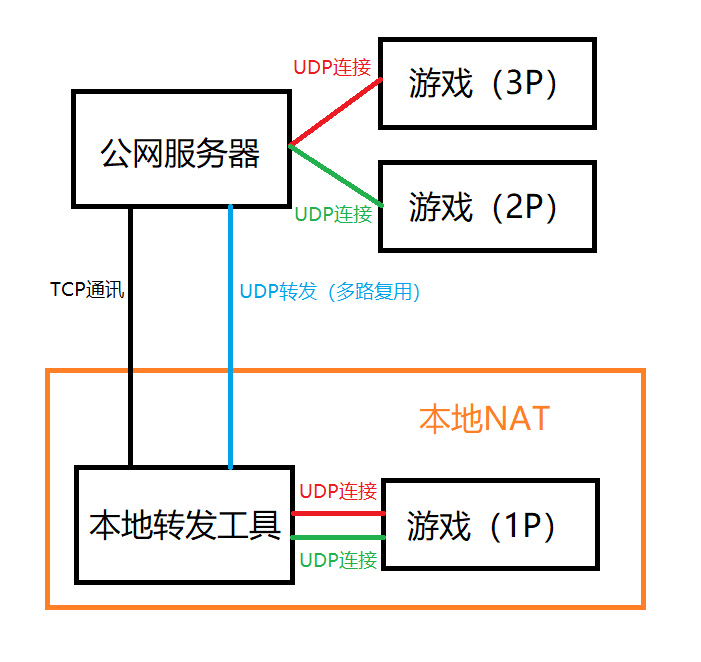 UDP连接
游戏（3P）
公网服务器
游戏（2P）
UDP连接
TCP通讯
UDP转发（多路复用）
本地NAT
UDP连接
本地转发工具
游戏（1P）
UDP连接